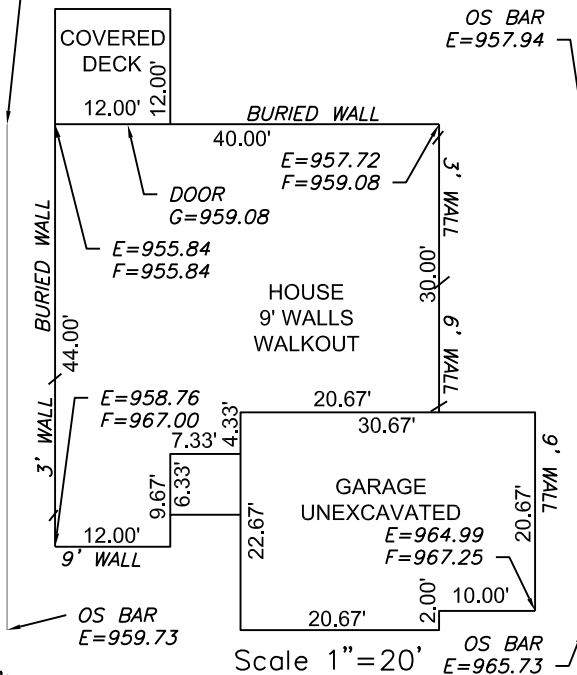 OS BAR
E=957.94
COVERED
DECK
12.00'
12.00'
BURIED WALL
40.00'
E=957.72
F=959.08
DOOR
G=959.08
3' WALL
E=955.84
F=955.84
BURIED WALL
44.00'
HOUSE
9' WALLS
WALKOUT
30.00'
6' WALL
E=958.76
F=967.00
20.67'
30.67'
7.33'
4.33'
3' WALL
9.67'
6.33'
9' WALL
GARAGE
UNEXCAVATED
20.67'
22.67'
E=964.99
F=967.25
12.00'
9' WALL
10.00'
2.00'
OS BAR
E=959.73
20.67'
OS BAR
E=965.73
Scale 1"=20'